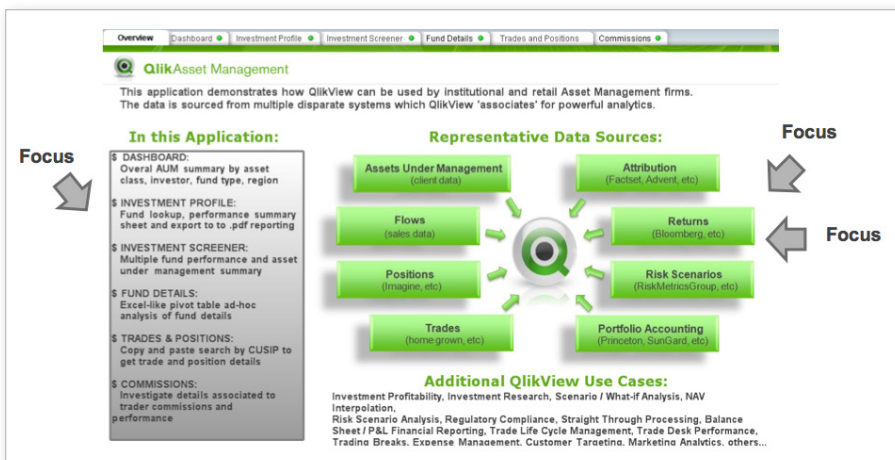 Overview Dashboard Investment Profile Investment Screener Fund Details Trades and Positions Commissions
QlikAsset Management
This application demonstrates how QlikView can be used by institutional and retail Asset Management firms.
The data is sourced from multiple disparate systems which QlikView 'associates' for powerful analytics.
In this Application:
Representative Data Sources:
Focus
Focus
Focus
$ DASHBOARD:
Overal AUM summary by asset
class, investor, fund type, region
$ INVESTMENT PROFILE:
Fund lookup, performance summary
sheet and export to to .pdf reporting
$ INVESTMENT SCREENER:
Multiple fund performance and asset
under management summary
$ FUND DETAILS:
Excel-like pivot table ad-hoc
analysis of fund details
$ TRADES & POSITIONS:
Copy and paste search by CUSIP to
get trade and position details
$ COMMISSIONS:
Investigate details associated to
trader commissions and
performance
Assets Under Management
(client data)
Flows
(sales data)
Positions
(Imagine, etc)
Trades
(home grown, etc)
Attribution
(Factset, Advent, etc)
Returns
(Bloomberg, etc)
Risk Scenarios
(RiskMetricsGroup, etc)
Portfolio Accounting
(Princeton, SunGard, etc)
Additional QlikView Use Cases:
Investment Profitability, Investment Research, Scenario / What-if Analysis, NAV
Interpolation,
Risk Scenario Analysis, Regulatory Compliance, Straight Through Processing, Balance
Sheet / P&L Financial Reporting, Trade Life Cycle Management, Trade Desk Performance,
Trading Breaks, Expense Management, Customer Targeting, Marketing Analytics, others...